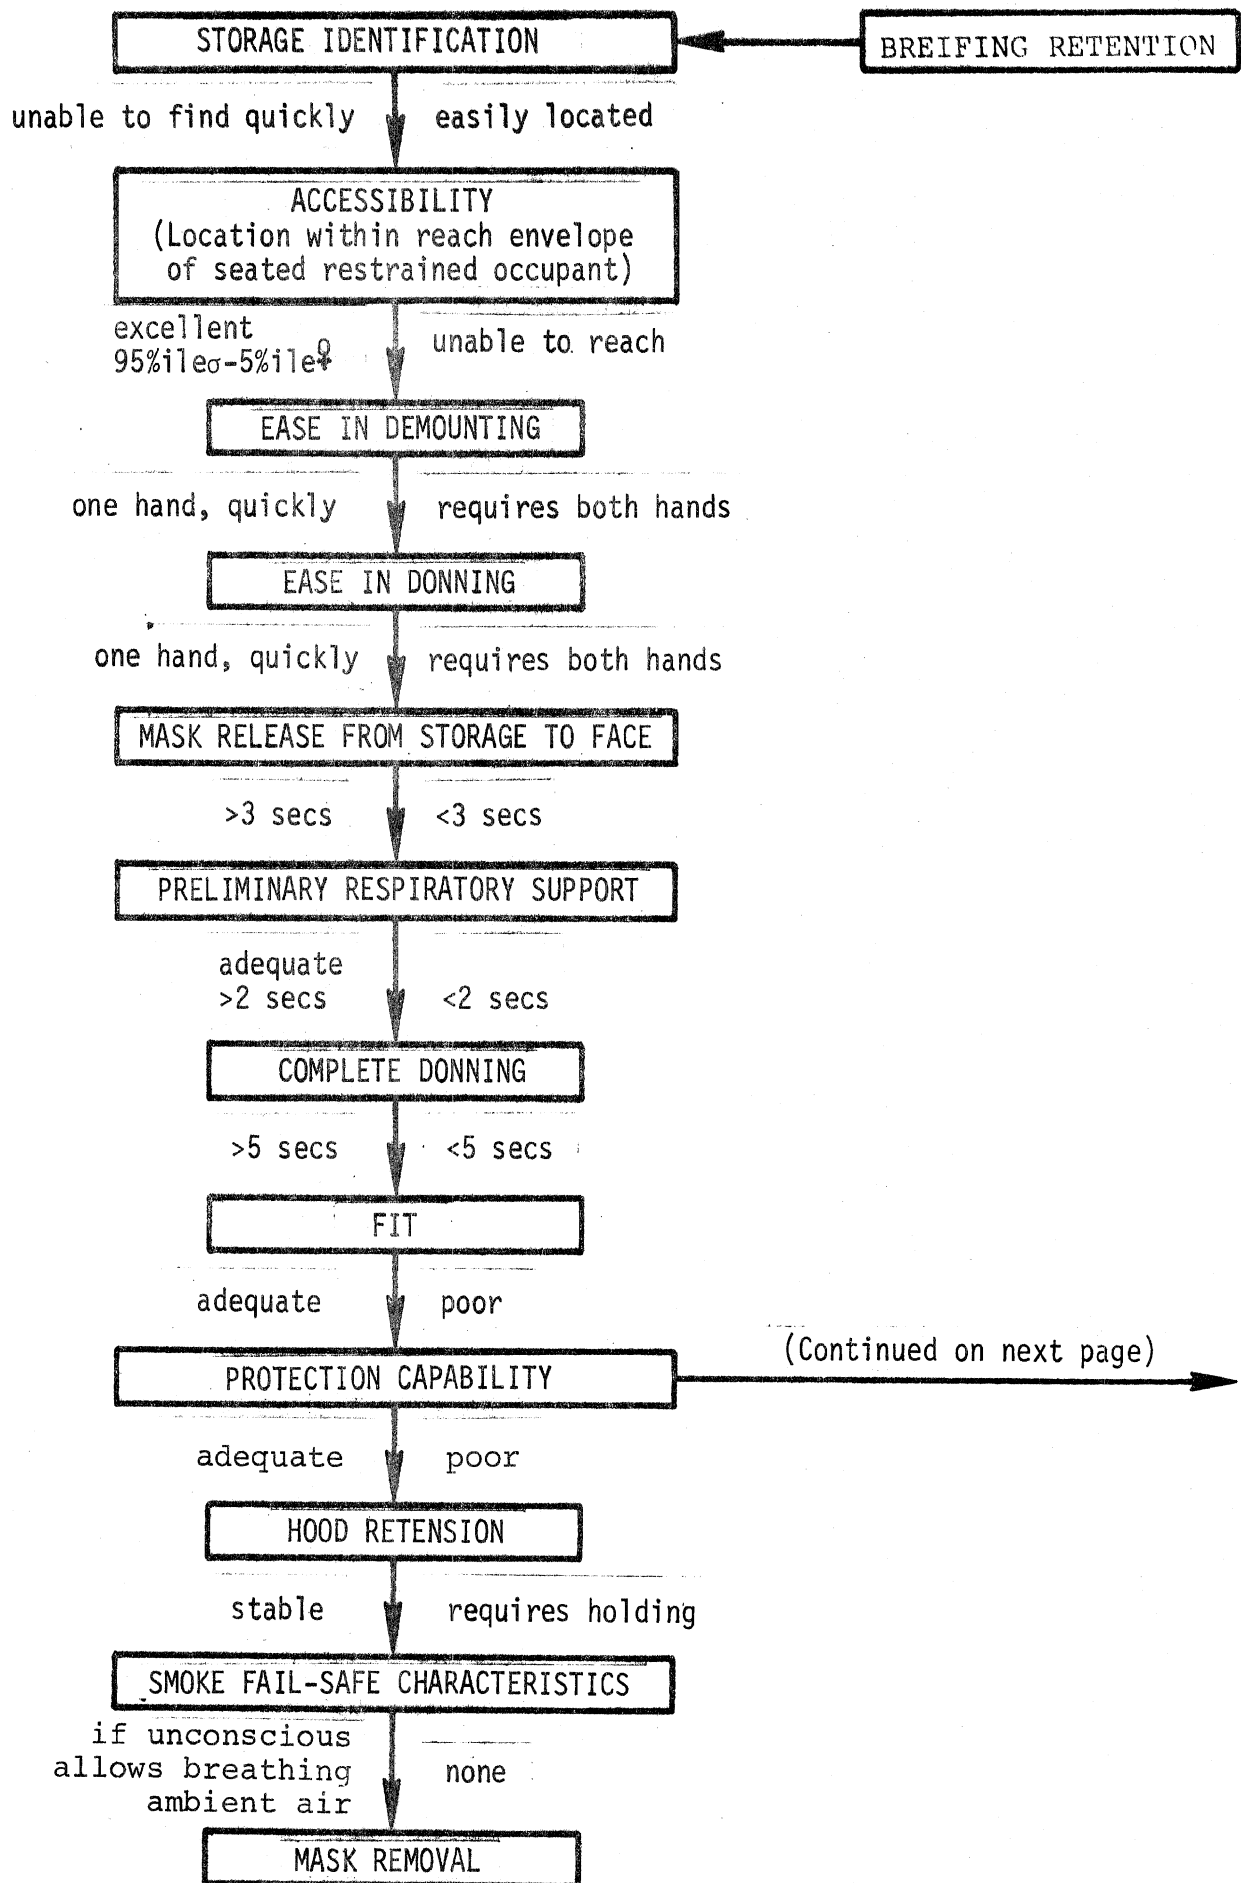 STORAGE IDENTIFICATION
BREIFING RETENTION
unable to find quickly
easily located
ACCESSIBILITY
(Location within reach envelope
of seated restrained occupant)
excellent
95%ileσ-5%ile♀
unable to reach
EASE IN DEMOUNTING
one hand, quickly
requires both hands
EASE IN DONNING
one hand, quickly
requires both hands
MASK RELEASE FROM STORAGE TO FACE
>3 secs
<3 secs
PRELIMINARY RESPIRATORY SUPPORT
adequate
>2 secs
<2 secs
COMPLETE DONNING
>5 secs
<5 secs
FIT
adequate
poor
PROTECTION CAPABILITY
(Continued on next page)
adequate
poor
HOOD RETENSION
stable
requires holding
SMOKE FAIL-SAFE CHARACTERISTICS
if unconscious
allows breathing
ambient air
none
MASK REMOVAL